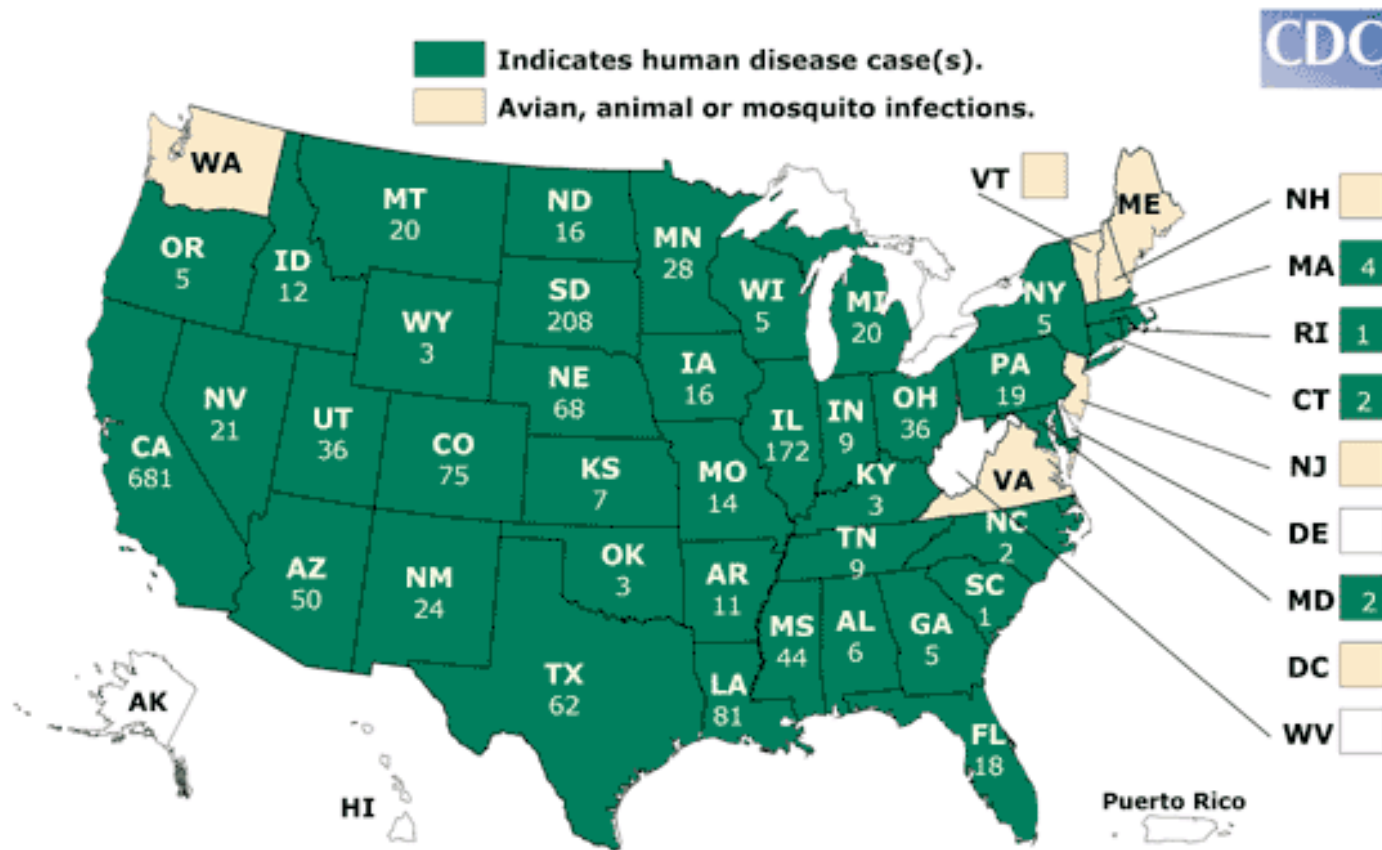 CDC
Indicates human disease case(s).
Avian, animal or mosquito infections.
WA
MT
20
ND
16
MN
28
VT
ME
NH
OR
5
ID
12
SD
208
WI
5
MI
20
NY
5
MA 4
WY
3
RI 1
NE
68
IA
16
PA
19
CT 2
NV
21
UT
36
CO
75
IL
172
IN
9
OH
36
NJ
CA
681
KS
7
MO
14
KY
3
VA
DE
NC
2
TN
9
AZ
50
NM
24
OK
3
AR
11
SC
1
MD 2
MS
44
AL
6
GA
5
DC
TX
62
LA
81
AK
FL
18
WV
HI
Puerto Rico